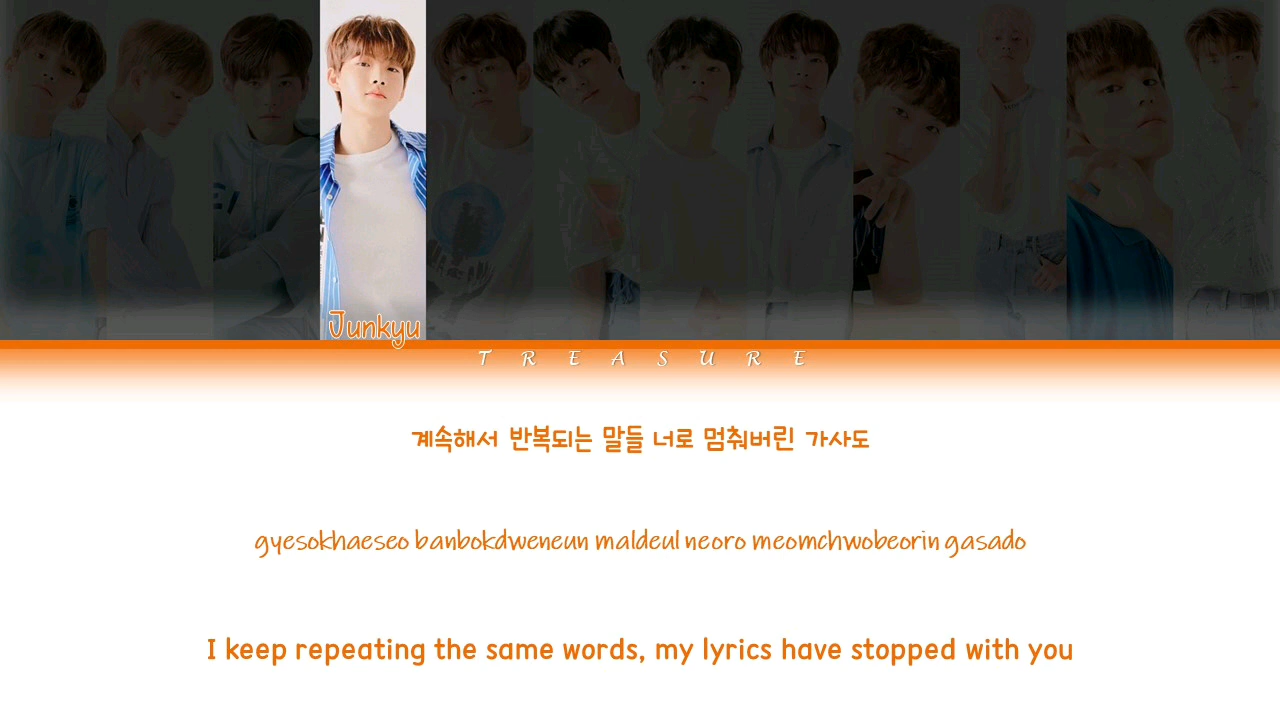 Junkyu
TREASURE
계속해서 반복되는 말들 너로 멈춰버린 가사도
gyesokhaeseo banbokdweneun maldeul neoro meomchwobeorin gasado
I keep repeating the same words, my lyrics have stopped with you